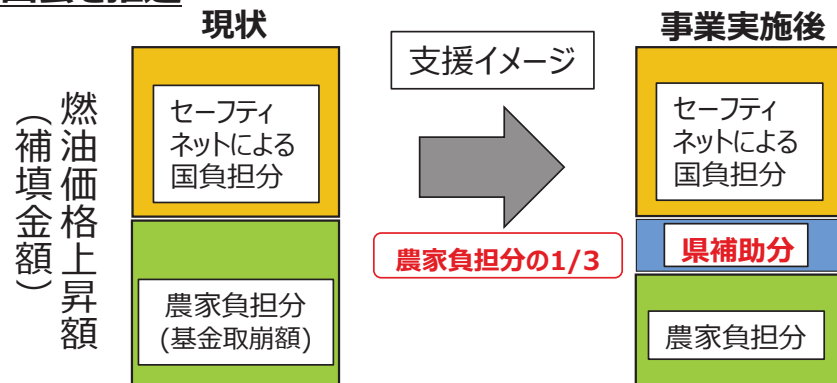 現状
支援イメージ
事業実施後
燃油価格上昇額
（補填金額）
セーフティ
ネットによる
国負担分
農家負担分
(基金取崩額)
農家負担分の1/3
セーフティ
ネットによる
国負担分
県補助分
農家負担分